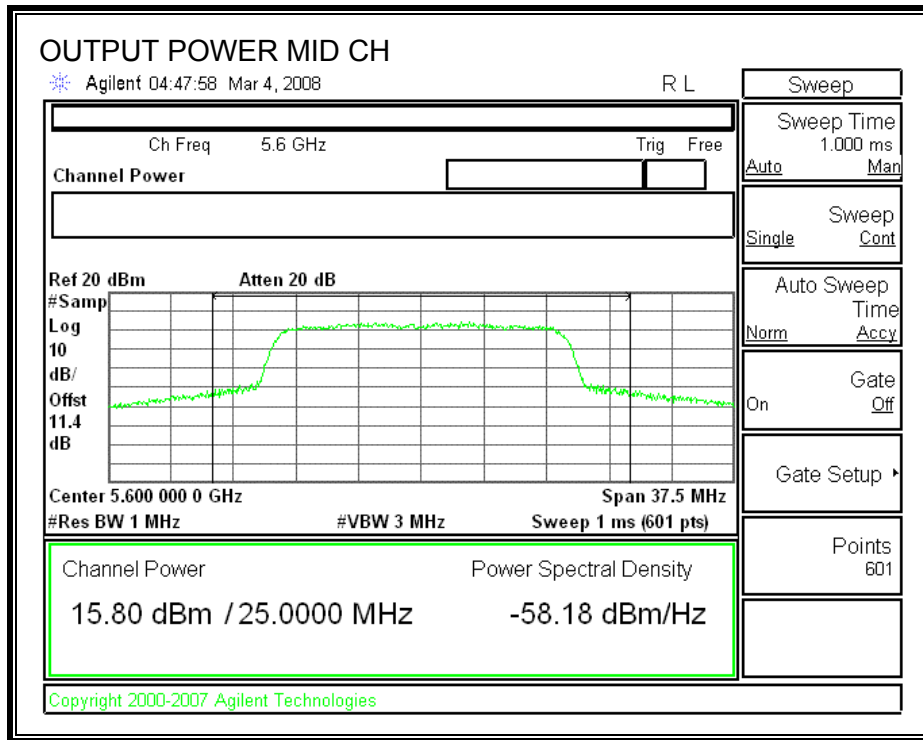 OUTPUT POWER MID CH
Agilent 04:47:58 Mar 4, 2008 R L
Ch Freq 5.6 GHz Trig Free
Channel Power
Ref 20 dBm Atten 20 dB
#Samp
Log
10
dB/
Offst
11.4
dB
Center 5.600 000 0 GHz Span 37.5 MHz
#Res BW 1 MHz #VBW 3 MHz Sweep 1 ms (601 pts)
Channel Power Power Spectral Density
15.80 dBm / 25.0000 MHz -58.18 dBm/Hz
Copyright 2000-2007 Agilent Technologies
Sweep
Sweep Time
1.000 ms
Auto Man
Sweep
Single Cont
Auto Sweep
Time
Norm Accy
Gate
On Off
Gate Setup
Points
601